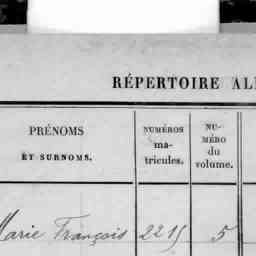 RÉPERTOIRE AL
PRÉNOMS
ET SURNOMS.
NUMÉROS
ma-
tricules.
NU-
MÉRO
du
volume.
Marie François 2215 5